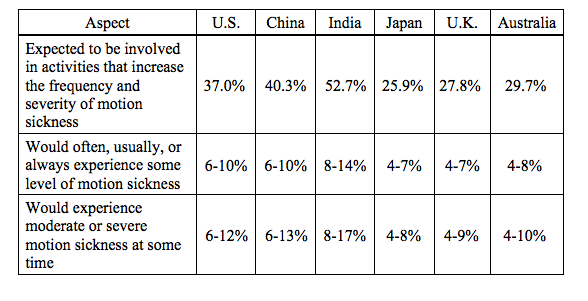 Aspect U.S. China India Japan U.K. Australia
Expected to be involved
in activities that increase
the frequency and
severity of motion
sickness
37.0% 40.3% 52.7% 25.9% 27.8% 29.7%
Would often, usually, or
always experience some
level of motion sickness
6-10% 6-10% 8-14% 4-7% 4-7% 4-8%
Would experience
moderate or severe
motion sickness at some
time
6-12% 6-13% 8-17% 4-8% 4-9% 4-10%